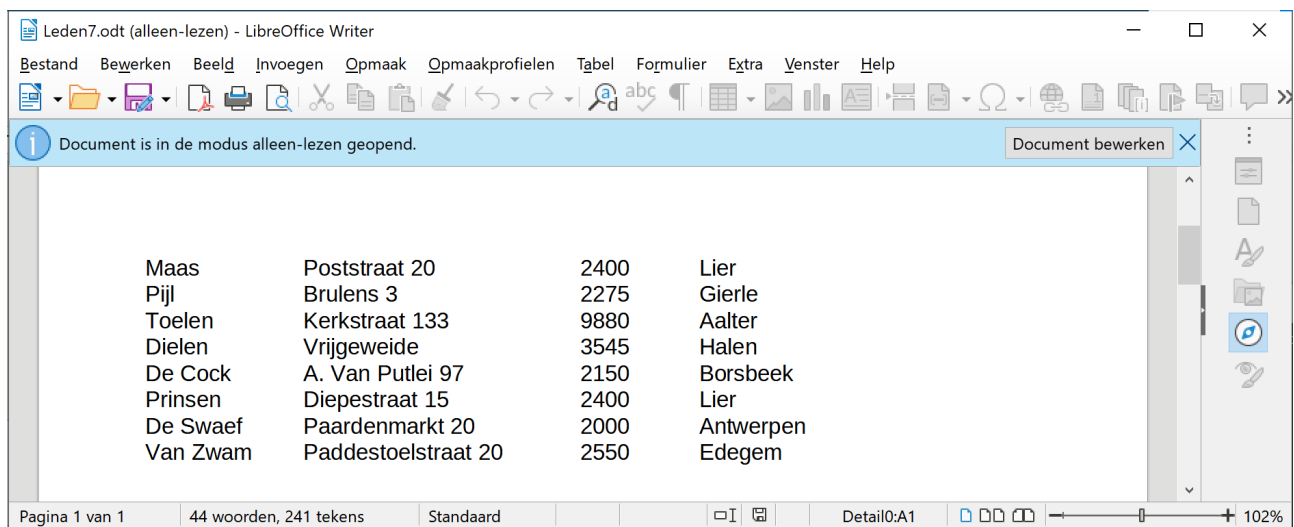 Leden7.odt (alleen-lezen) - LibreOffice Writer
Bestand Bewerken Beeld Invoegen Opmaak Opmaakprofielen Tabel Formulier Extra Venster Help
Document is in de modus alleen-lezen geopend. Document bewerken
Maas Poststraat 20 2400 Lier
Pijl Brulens 3 2275 Gierle
Toelen Kerkstraat 133 9880 Aalter
Dielen Vrijgeweide 3545 Halen
De Cock A. Van Putlei 97 2150 Borsbeek
Prinsen Diepestraat 15 2400 Lier
De Swaef Paardenmarkt 20 2000 Antwerpen
Van Zwam Paddestoelstraat 20 2550 Edegem
Pagina 1 van 1 44 woorden, 241 tekens Standaard Detail0:A1 102%